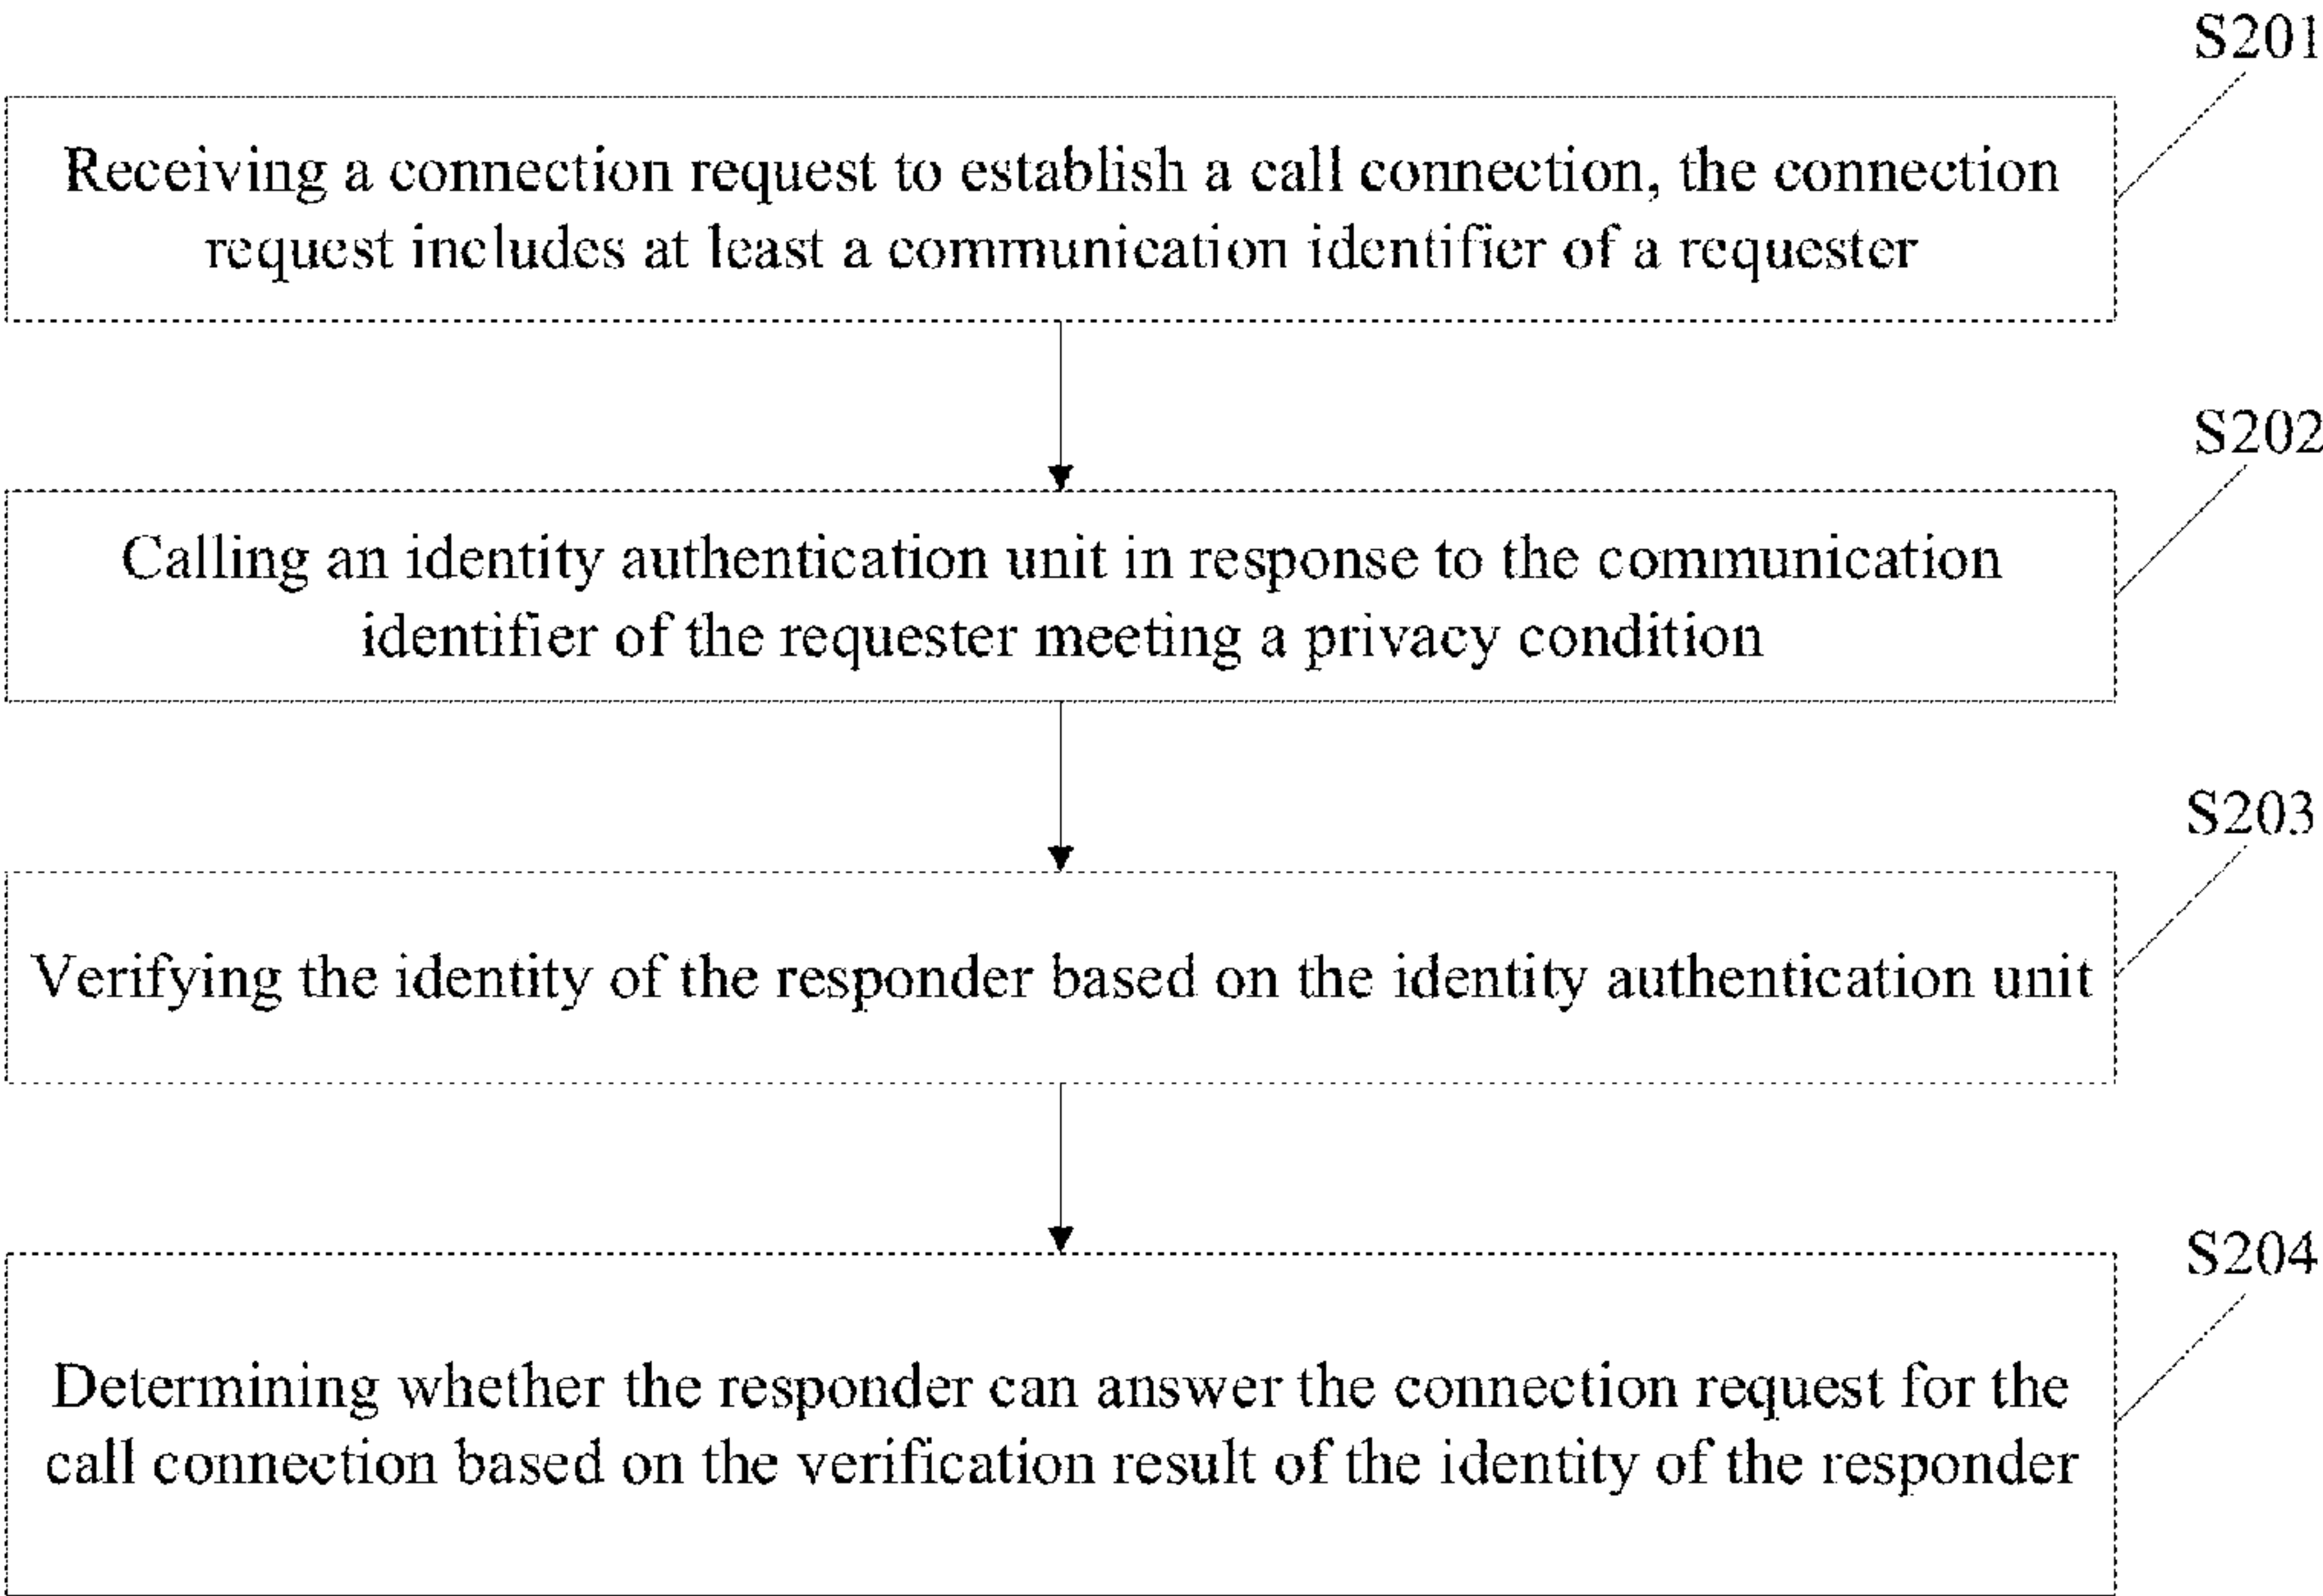 S201
Receiving a connection request to establish a call connection, the connection
request includes at least a communication identifier of a requester
S202
Calling an identity authentication unit in response to the communication
identifier of the requester meeting a privacy condition
S203
Verifying the identity of the responder based on the identity authentication unit
S204
Determining whether the responder can answer the connection request for the
call connection based on the verification result of the identity of the responder